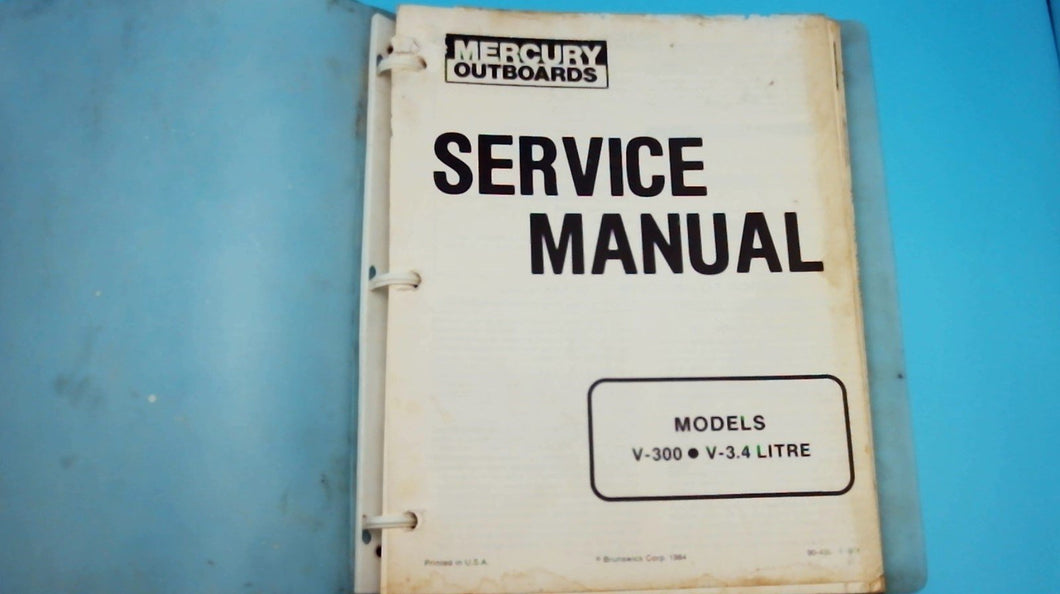 MERCURY
OUTBOARDS
SERVICE
MANUAL
MODELS
V-300 ● V-3.4 LITRE
Printed in U.S.A.
© Brunswick Corp. 1984